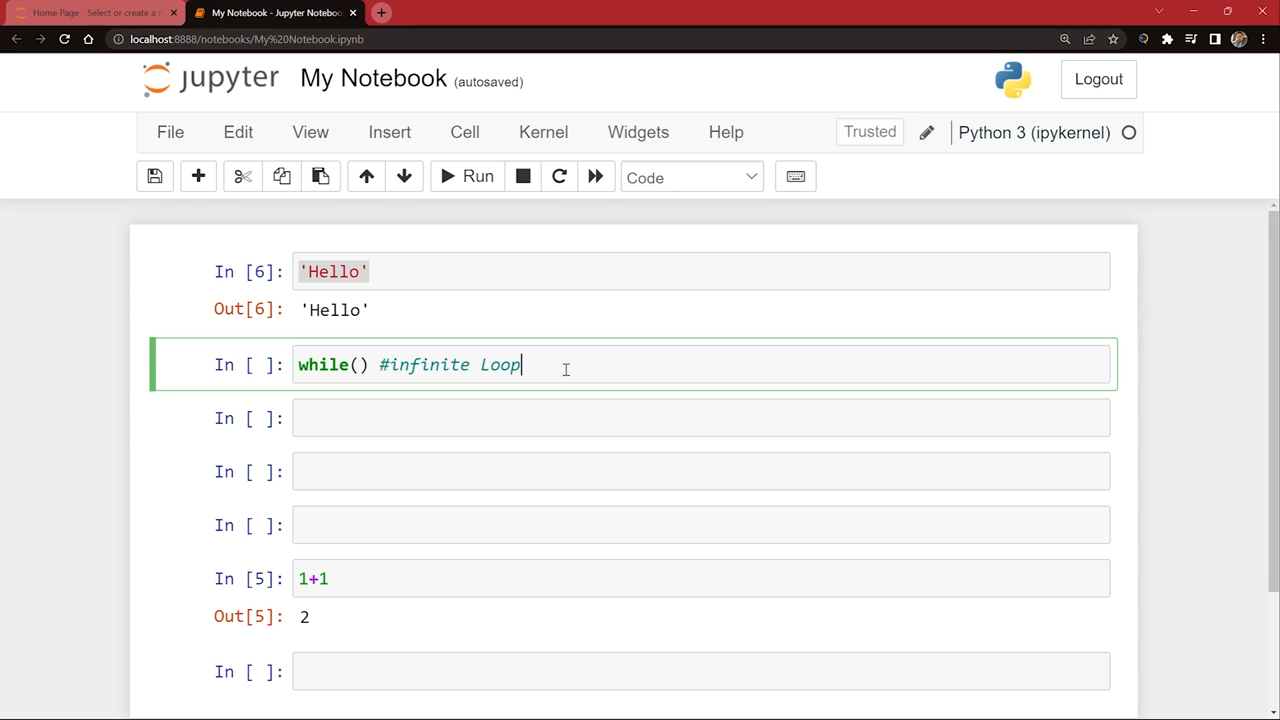 Home Page - Select or create a n
My Notebook - Jupyter Noteboo
localhost:8888/notebooks/My%20Notebook.ipynb
jupyter My Notebook (autosaved) Logout
File Edit View Insert Cell Kernel Widgets Help Trusted Python 3 (ipykernel)
Run Code
In [6]: 'Hello'
Out[6]: 'Hello'
In [ ]: while() #infinite Loop
In [ ]:
In [ ]:
In [ ]:
In [5]: 1+1
Out[5]: 2
In [ ]: